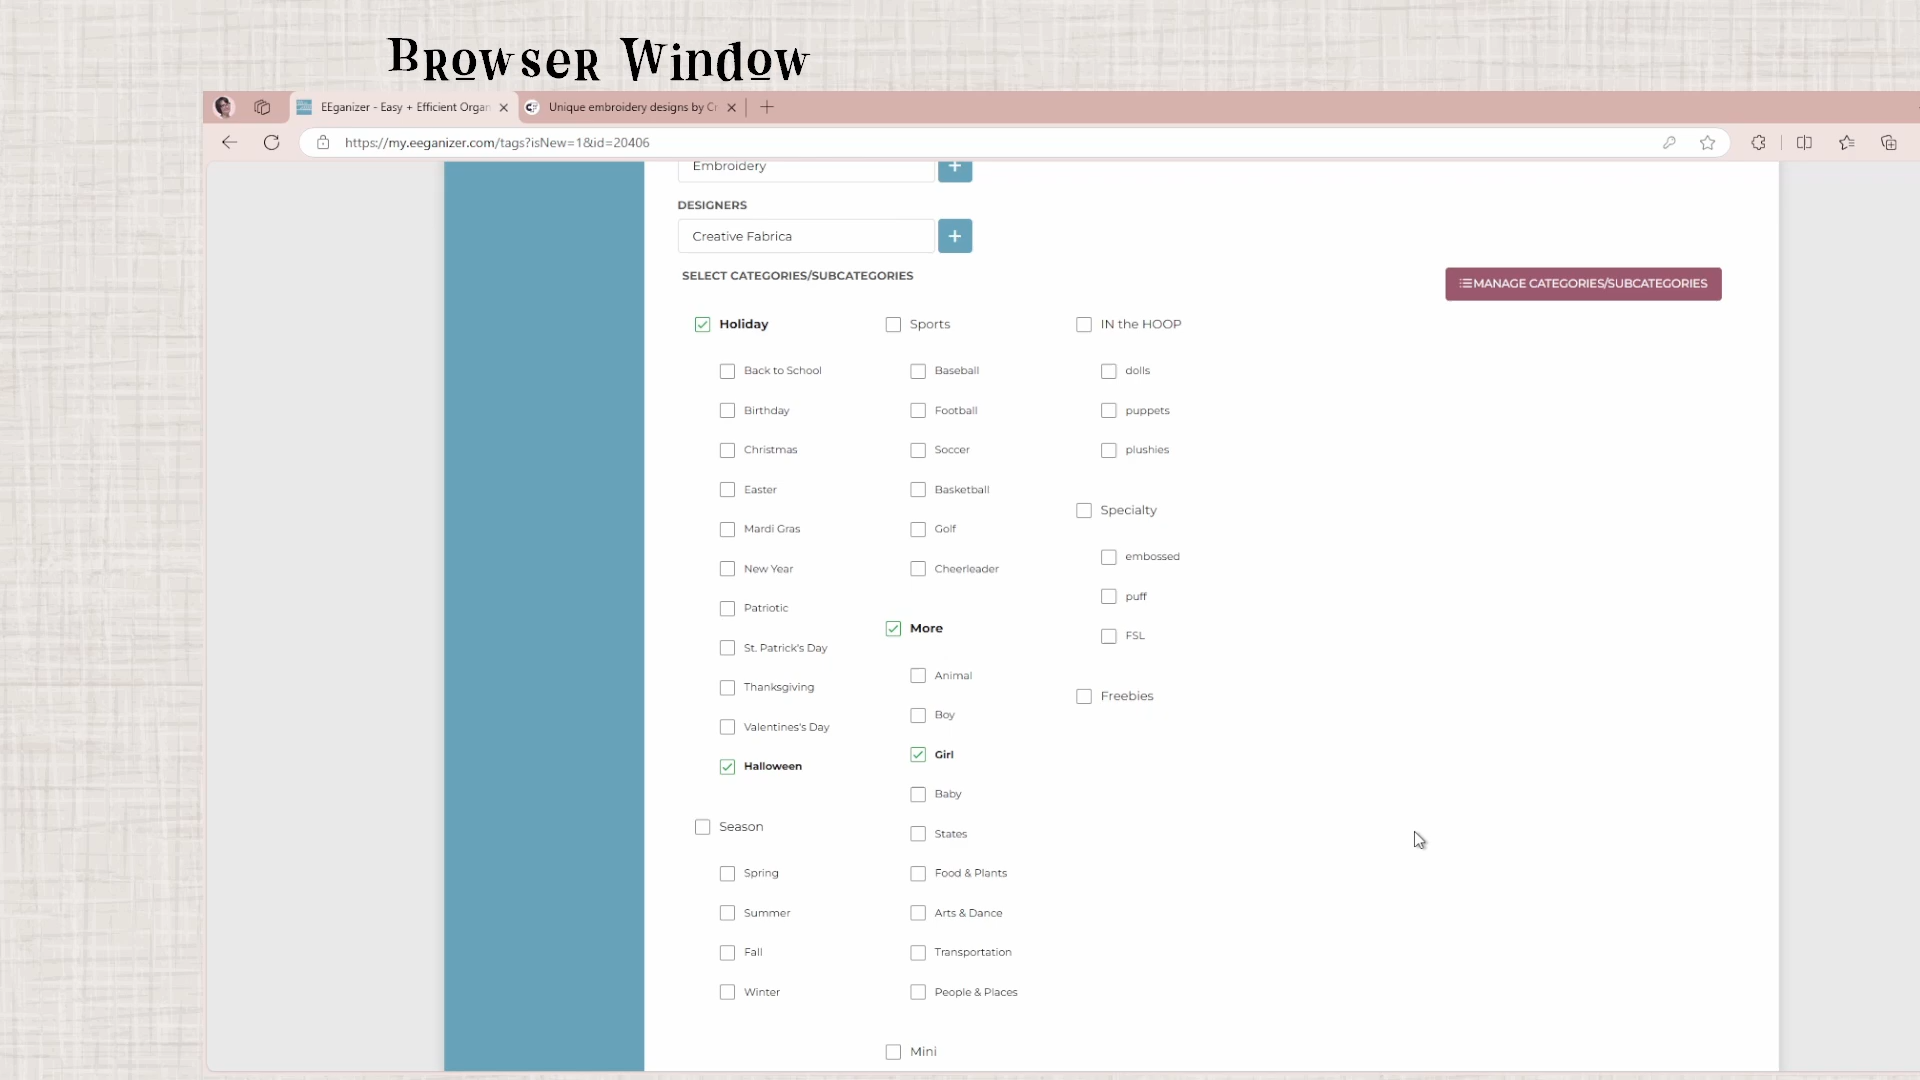 Browser Window
EEganizer - Easy + Efficient Organ
Unique embroidery designs by Cr
https://my.eeganizer.com/tags?isNew=1&id=20406
Embroidery
DESIGNERS
Creative Fabrica
SELECT CATEGORIES/SUBCATEGORIES
MANAGE CATEGORIES/SUBCATEGORIES
Holiday
Back to School
Birthday
Christmas
Easter
Mardi Gras
New Year
Patriotic
St. Patrick's Day
Thanksgiving
Valentines's Day
Halloween
Season
Spring
Summer
Fall
Winter
Sports
Baseball
Football
Soccer
Basketball
Golf
Cheerleader
More
Animal
Boy
Girl
Baby
States
Food & Plants
Arts & Dance
Transportation
People & Places
Mini
IN the HOOP
dolls
puppets
plushies
Specialty
embossed
puff
FSL
Freebies